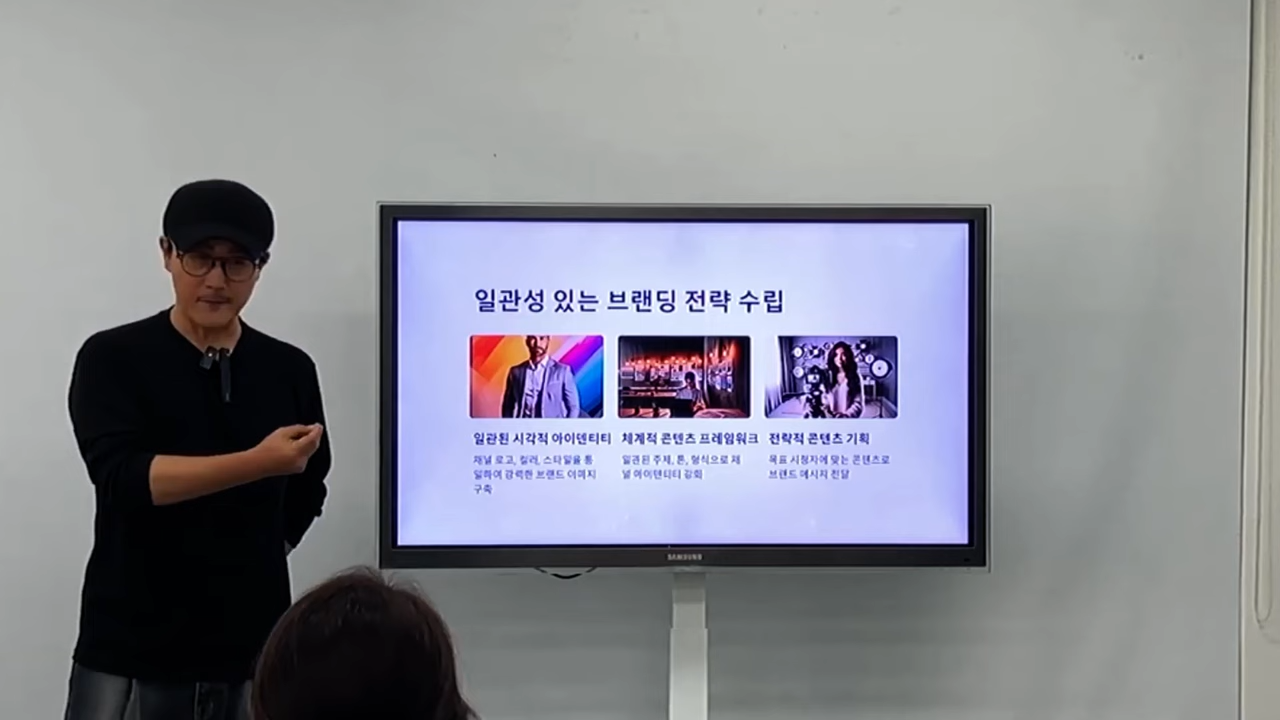 일관성 있는 브랜딩 전략 수립
일관된 시각적 아이덴티티
채널 로고, 컬러, 스타일을 통
일하여 강력한 브랜드 이미지
구축
체계적 콘텐츠 프레임워크
일관된 주제, 톤, 형식으로 채
널 아이덴티티 강화
전략적 콘텐츠 기획
목표 시청자에 맞는 콘텐츠로
브랜드 메시지 전달
SAMSUNG